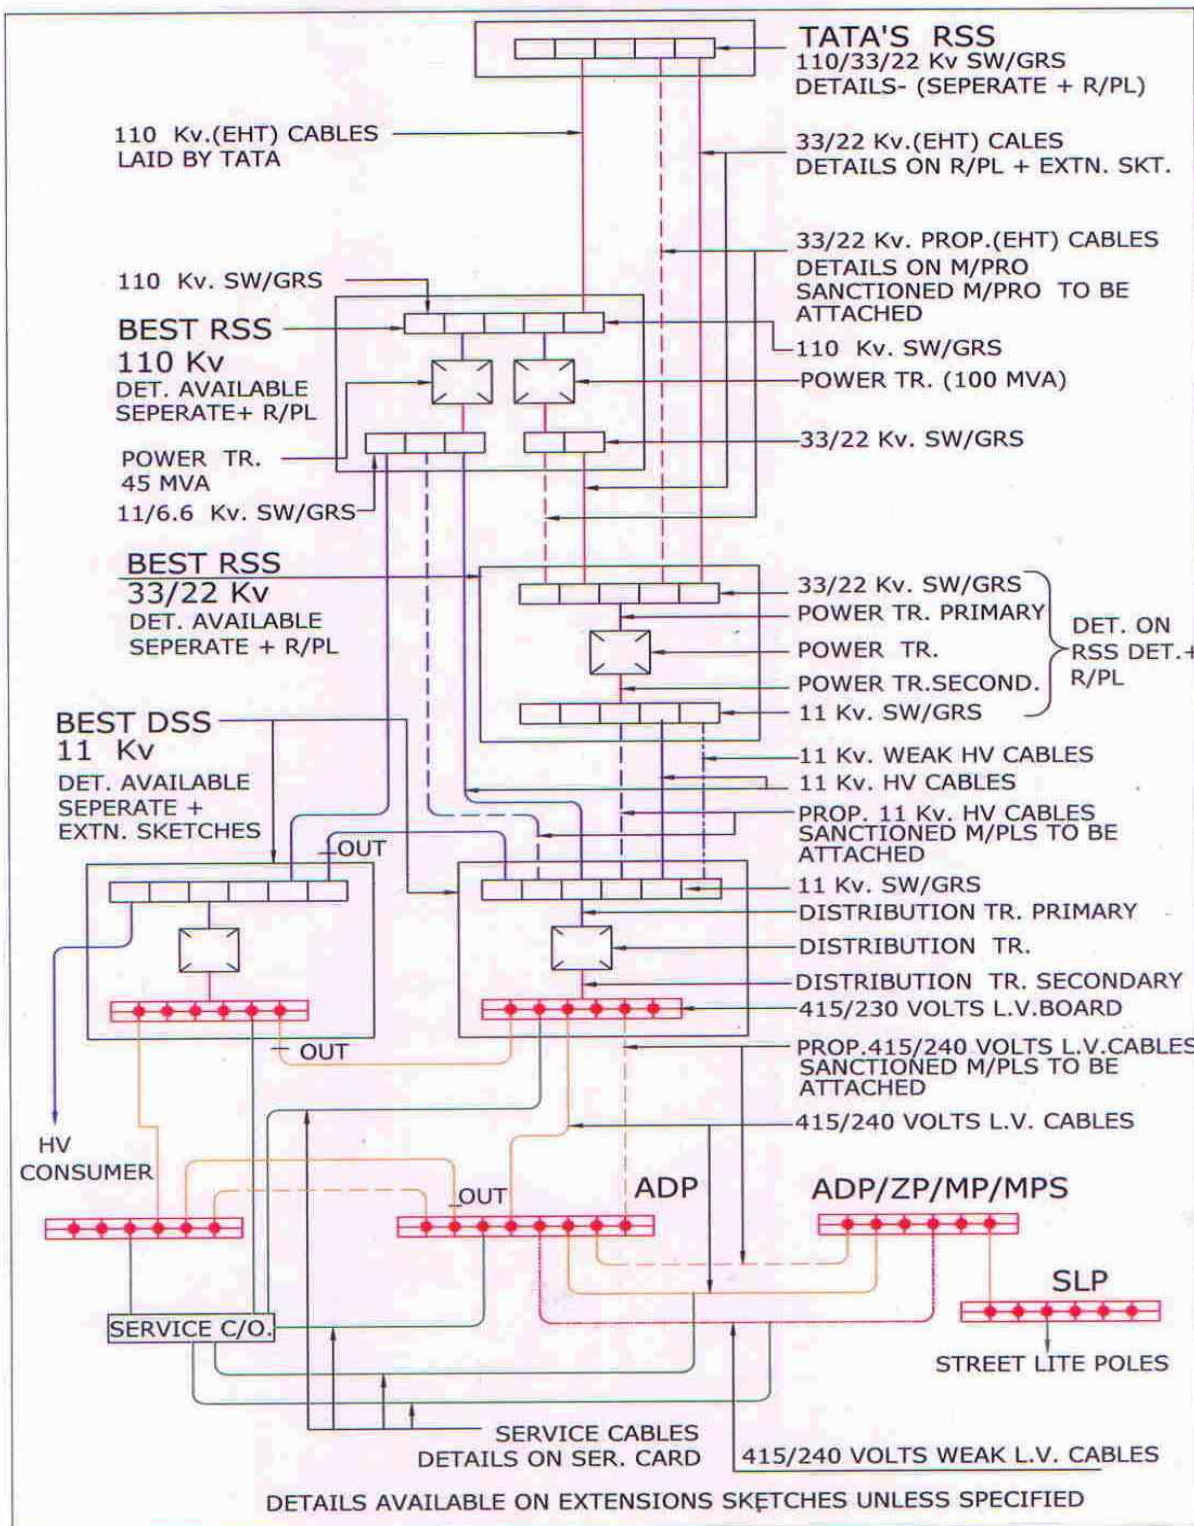 TATA'S RSS
110/33/22 Kv SW/GRS
DETAILS- (SEPERATE + R/PL)
110 Kv.(EHT) CABLES
LAID BY TATA
33/22 Kv.(EHT) CALES
DETAILS ON R/PL + EXTN. SKT.
33/22 Kv. PROP.(EHT) CABLES
DETAILS ON M/PRO
SANCTIONED M/PRO TO BE
ATTACHED
110 Kv. SW/GRS
BEST RSS
110 Kv
DET. AVAILABLE
SEPERATE+ R/PL
110 Kv. SW/GRS
POWER TR. (100 MVA)
33/22 Kv. SW/GRS
POWER TR.
45 MVA
11/6.6 Kv. SW/GRS
BEST RSS
33/22 Kv
DET. AVAILABLE
SEPERATE + R/PL
33/22 Kv. SW/GRS
POWER TR. PRIMARY
POWER TR.
POWER TR.SECOND.
11 Kv. SW/GRS
DET. ON
RSS DET.+
R/PL
BEST DSS
11 Kv
DET. AVAILABLE
SEPERATE +
EXTN. SKETCHES
11 Kv. WEAK HV CABLES
11 Kv. HV CABLES
PROP. 11 Kv. HV CABLES
SANCTIONED M/PLS TO BE
ATTACHED
OUT
11 Kv. SW/GRS
DISTRIBUTION TR. PRIMARY
DISTRIBUTION TR.
DISTRIBUTION TR. SECONDARY
415/230 VOLTS L.V.BOARD
OUT
PROP.415/240 VOLTS L.V.CABLES
SANCTIONED M/PLS TO BE
ATTACHED
415/240 VOLTS L.V. CABLES
HV
CONSUMER
OUT
ADP
ADP/ZP/MP/MPS
SLP
SERVICE C/O.
STREET LITE POLES
SERVICE CABLES
DETAILS ON SER. CARD
415/240 VOLTS WEAK L.V. CABLES
DETAILS AVAILABLE ON EXTENSIONS SKETCHES UNLESS SPECIFIED